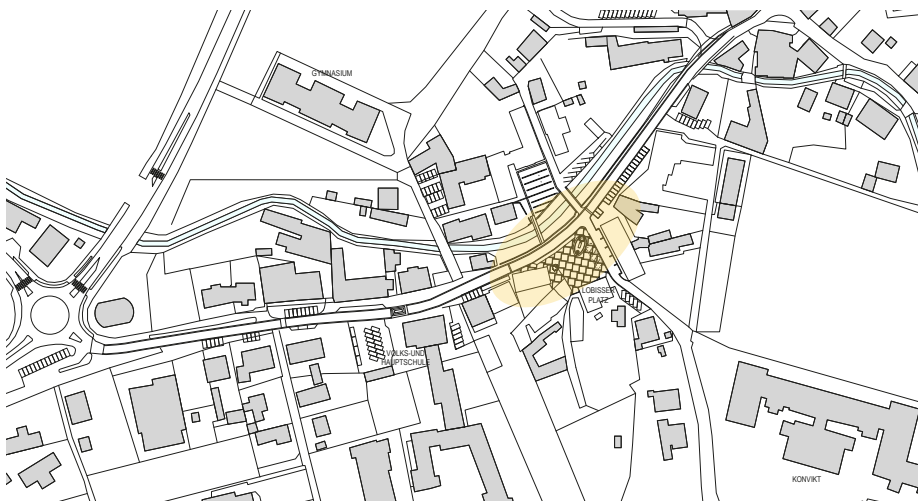 GYMNASIUM
LOBISSER
PLATZ
VOLKS-UND
HAUPTSCHULE
KONVIKT